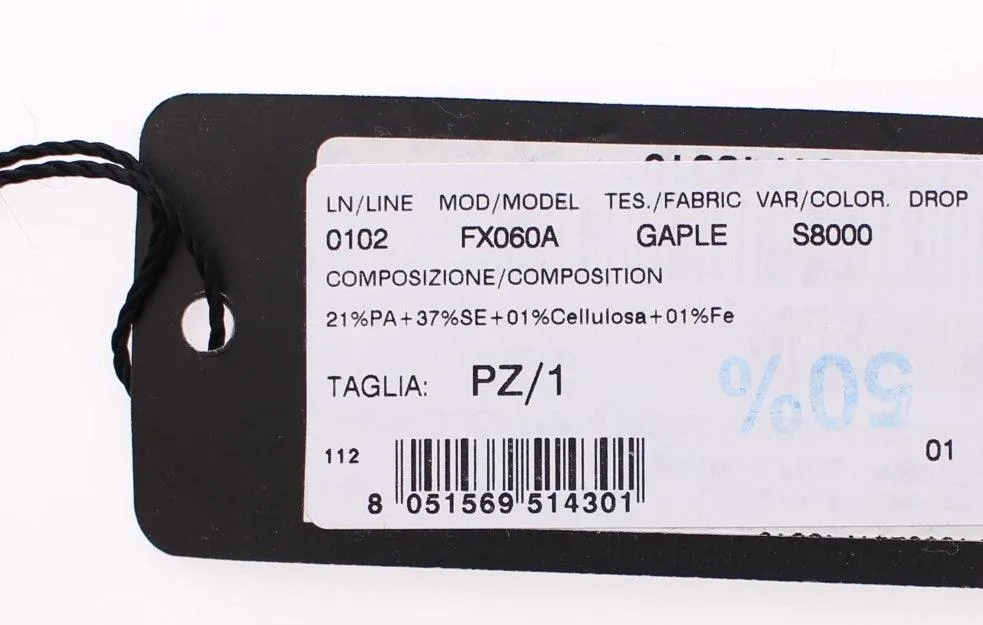 LN/LINE MOD/MODEL TES./FABRIC VAR/COLOR. DROP
0102 FX060A GAPLE S8000
COMPOSIZIONE/COMPOSITION
21%PA+37%SE+01%Cellulosa+01%Fe
TAGLIA: PZ/1
50%
112 01
8 051569 514301